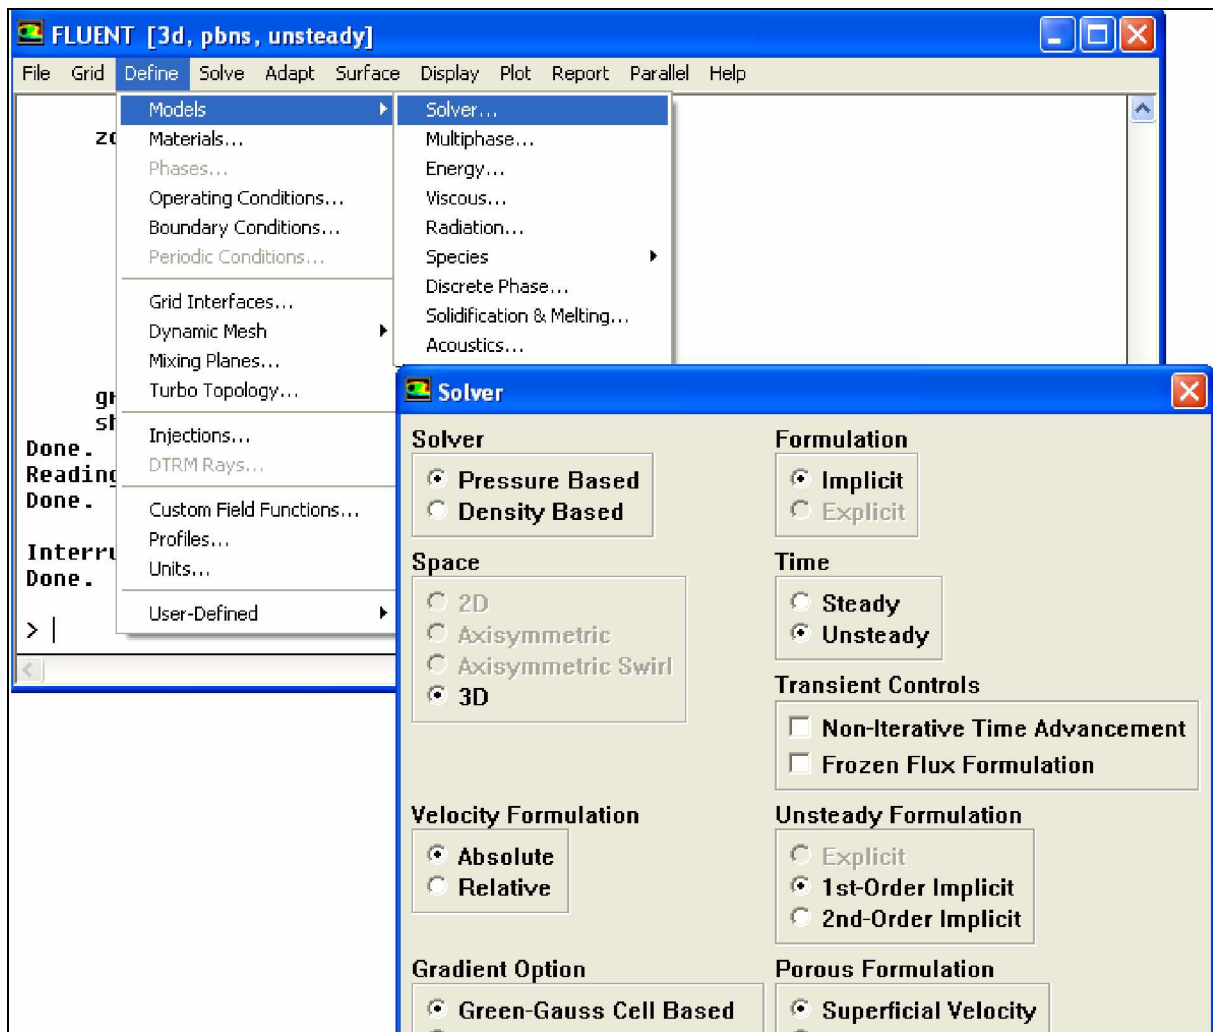 FLUENT [3d, pbns, unsteady]
File Grid Define Solve Adapt Surface Display Plot Report Parallel Help
Models
Materials...
Phases...
Operating Conditions...
Boundary Conditions...
Periodic Conditions...
Grid Interfaces...
Dynamic Mesh
Mixing Planes...
Turbo Topology...
Injections...
DTRM Rays...
Custom Field Functions...
Profiles...
Units...
User-Defined
Solver...
Multiphase...
Energy...
Viscous...
Radiation...
Species
Discrete Phase...
Solidification & Melting...
Acoustics...
Done.
Reading
Done.
Done.
>
Solver
Solver
Pressure Based
Density Based
Formulation
Implicit
Explicit
Space
2D
Axisymmetric
Axisymmetric Swirl
3D
Time
Steady
Unsteady
Transient Controls
Non-Iterative Time Advancement
Frozen Flux Formulation
Velocity Formulation
Absolute
Relative
Unsteady Formulation
Explicit
1st-Order Implicit
2nd-Order Implicit
Gradient Option
Green-Gauss Cell Based
Porous Formulation
Superficial Velocity